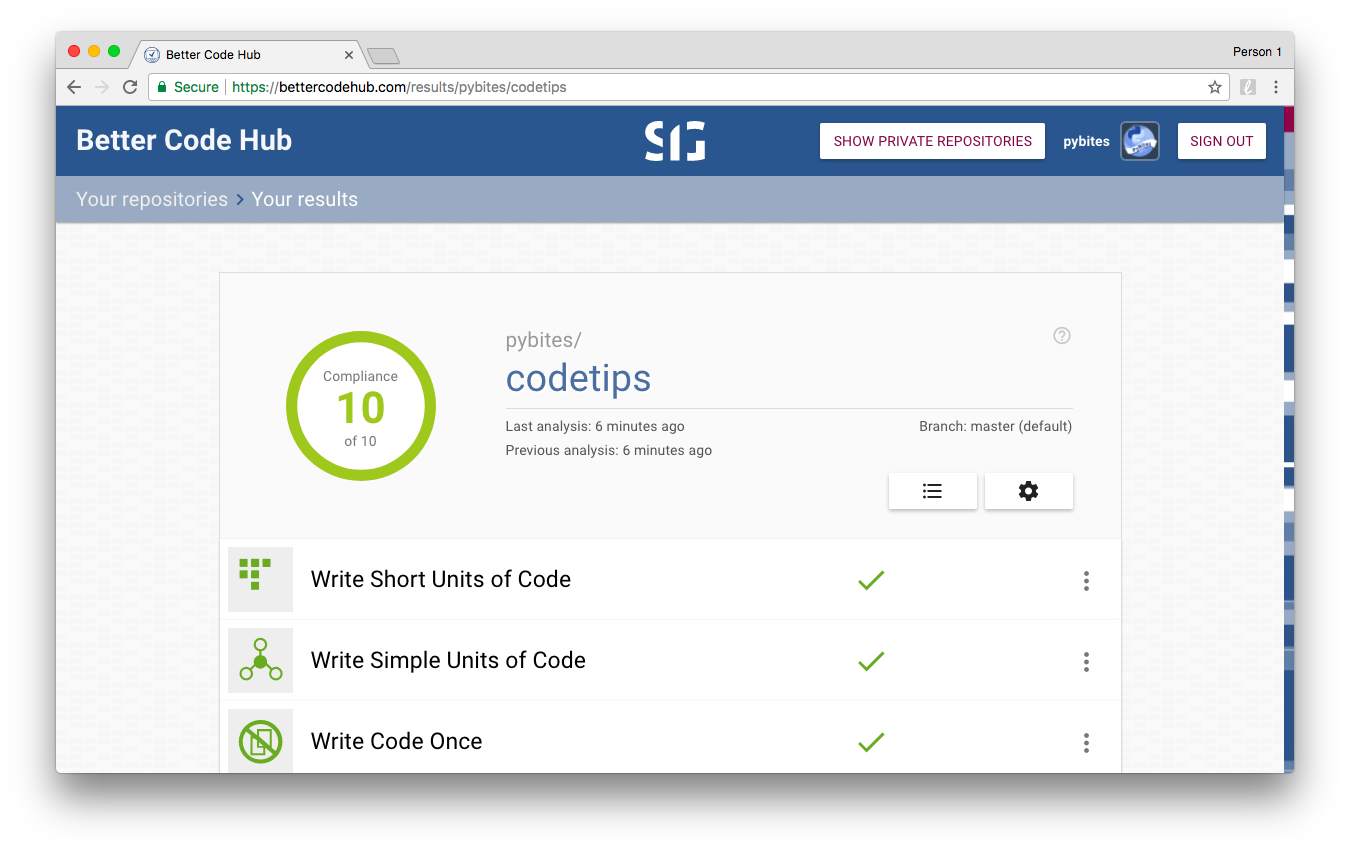 Better Code Hub
Person 1
Secure
https://bettercodehub.com/results/pybites/codetips
Better Code Hub
SIG
SHOW PRIVATE REPOSITORIES
pybites
SIGN OUT
Your repositories > Your results
Compliance
10
of 10
pybites/
codetips
Last analysis: 6 minutes ago
Branch: master (default)
Previous analysis: 6 minutes ago
Write Short Units of Code
Write Simple Units of Code
Write Code Once